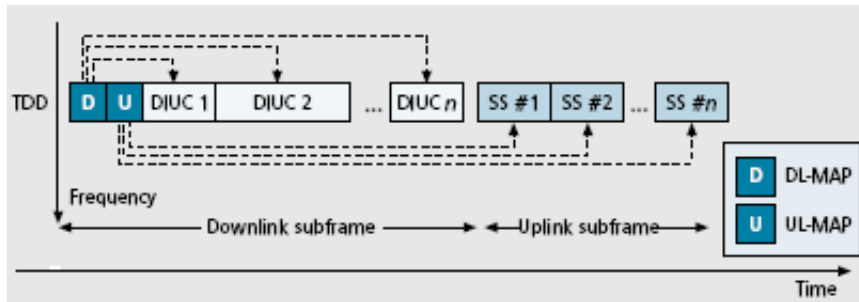 TDD
D U DIUC 1 DIUC 2 ... DIUC n SS #1 SS #2 ... SS #n
Frequency
Downlink subframe
Uplink subframe
D DL-MAP
U UL-MAP
Time